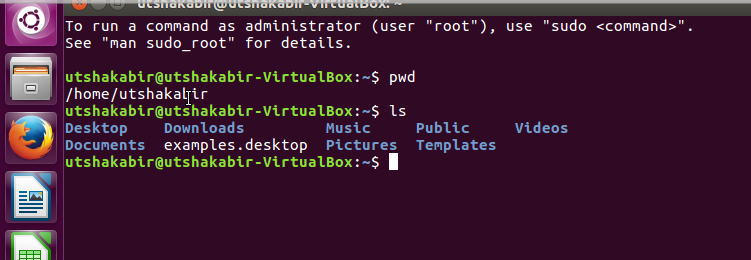 utshakabir@utshakabir-VirtualBox: ~
To run a command as administrator (user "root"), use "sudo <command>".
See "man sudo_root" for details.
utshakabir@utshakabir-VirtualBox:~$ pwd
/home/utshakabir
utshakabir@utshakabir-VirtualBox:~$ ls
Desktop Downloads Music Public Videos
Documents examples.desktop Pictures Templates
utshakabir@utshakabir-VirtualBox:~$